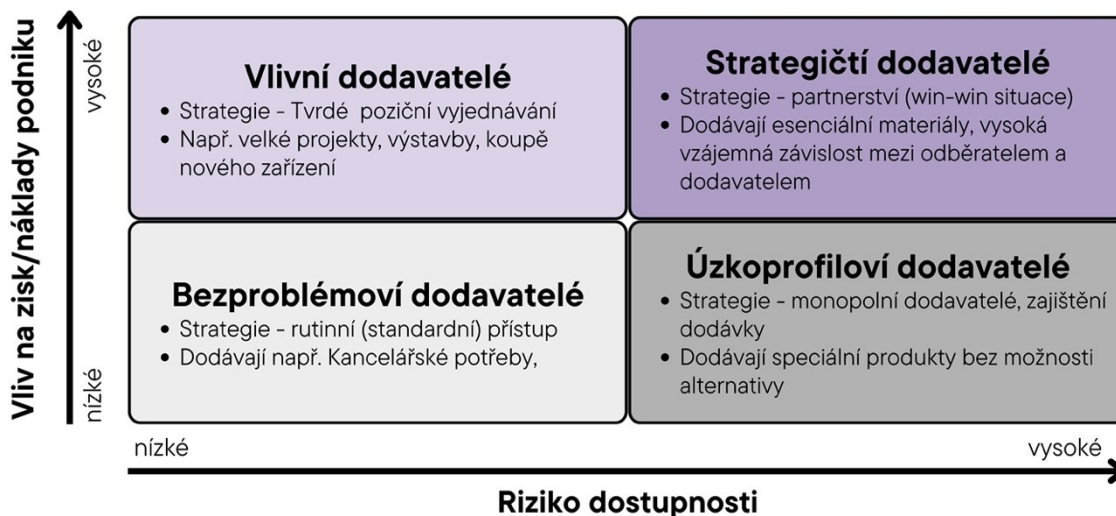 Vliv na zisk/náklady podniku
vysoké
nízké
Vlivní dodavatelé
• Strategie - Tvrdé poziční vyjednávání
• Např. velké projekty, výstavby, koupě
nového zařízení
Strategičtí dodavatelé
• Strategie - partnerství (win-win situace)
• Dodávají esenciální materiály, vysoká
vzájemná závislost mezi odběratelem a
dodavatelem
Bezproblémoví dodavatelé
• Strategie - rutinní (standardní) přístup
• Dodávají např. Kancelářské potřeby,
Úzkoprofiloví dodavatelé
• Strategie - monopolní dodavatelé, zajištění
dodávky
• Dodávají speciální produkty bez možnosti
alternativy
nízké
vysoké
Riziko dostupnosti